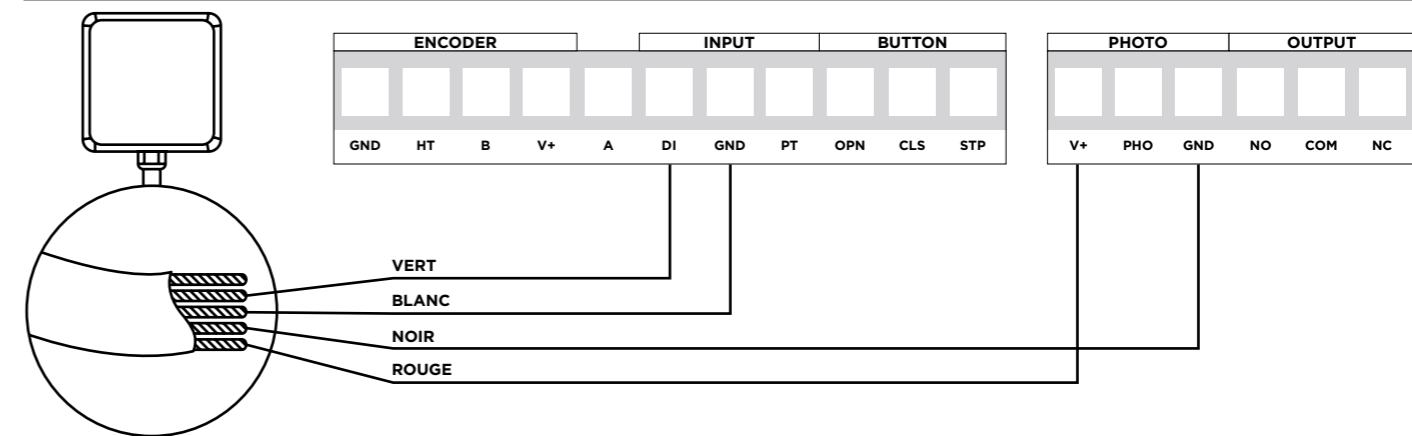 ENCODER INPUT BUTTON PHOTO OUTPUT
GND HT B V+ A DI GND PT OPN CLS STP V+ PHO GND NO COM NC
VERT
BLANC
NOIR
ROUGE